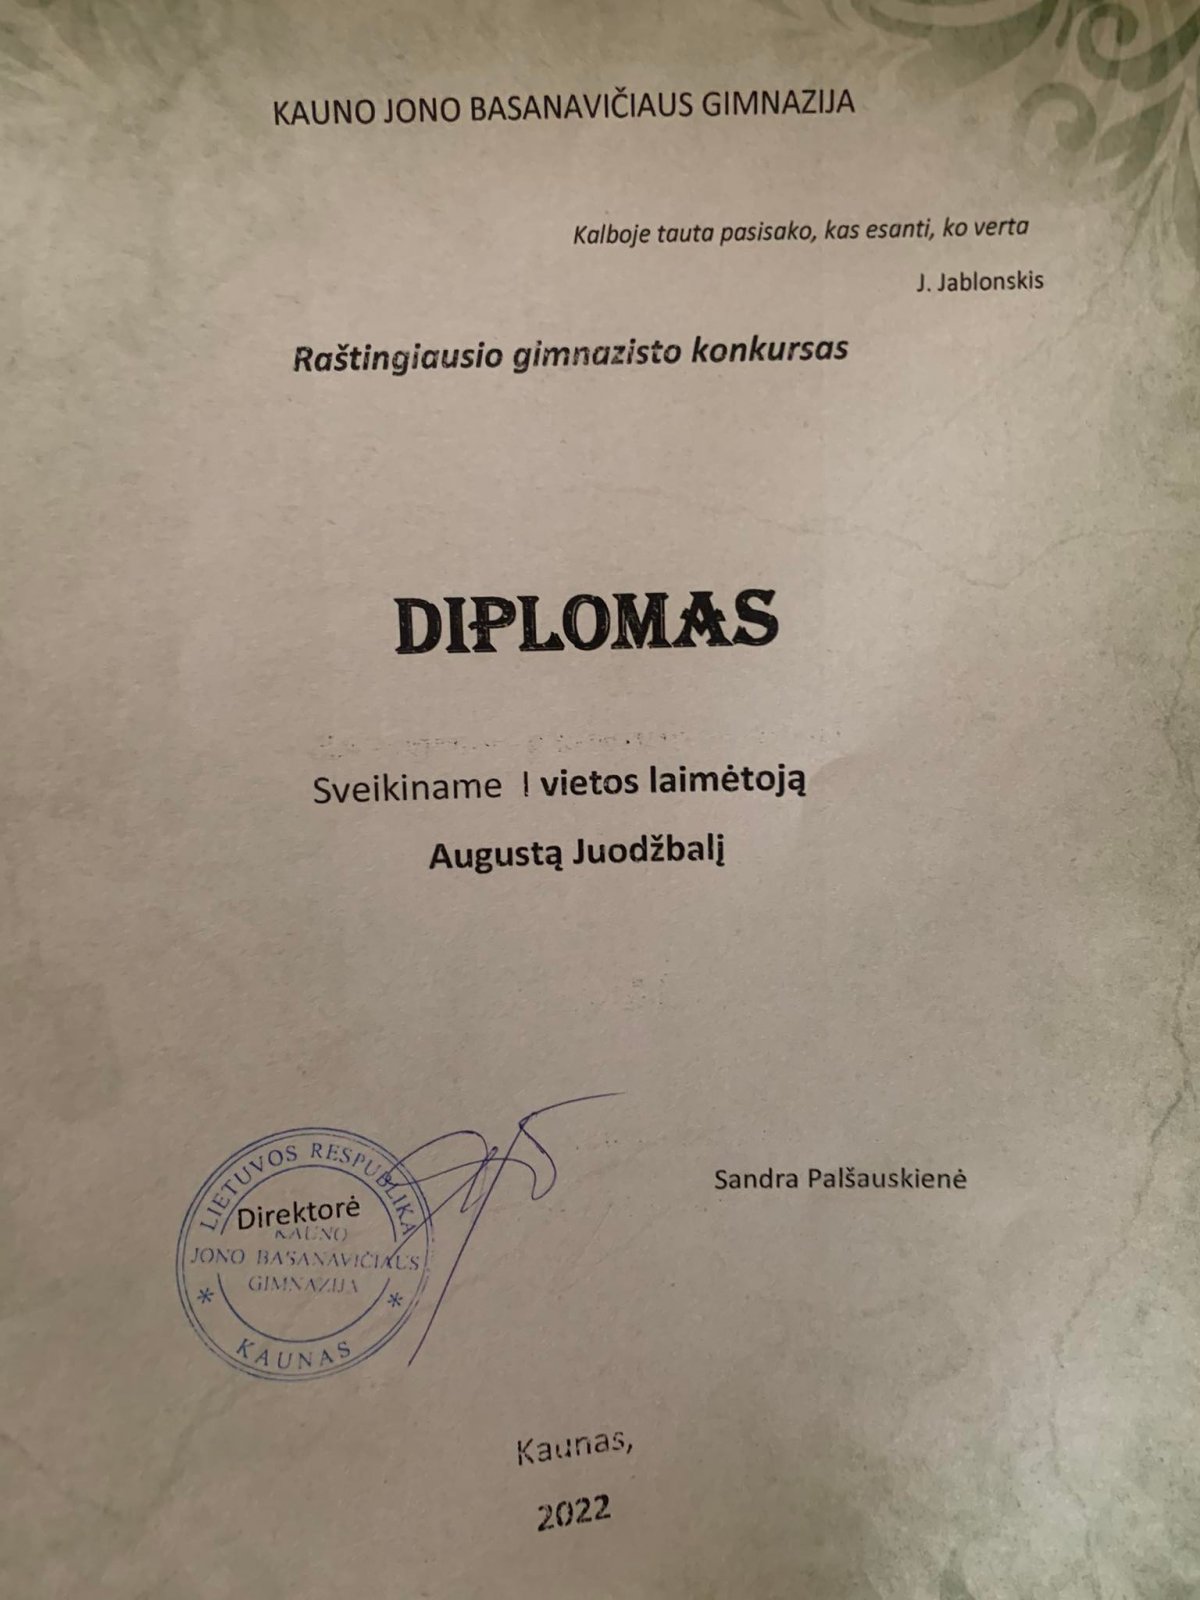 KAUNO JONO BASANAVIČIAUS GIMNAZIJA
Kalboje tauta pasisako, kas esanti, ko verta
J. Jablonskis
Raštingiausio gimnazisto konkursas
DIPLOMAS
Sveikiname I vietos laimėtoją
Augustą Juodžbalį
LIETUVOS RESPUBLIKA
Direktorė
Sandra Palšauskienė
KAUNO
JONO BASANAVIČIAUS
GIMNAZIJA
* KAUNAS *
Kaunas,
2022